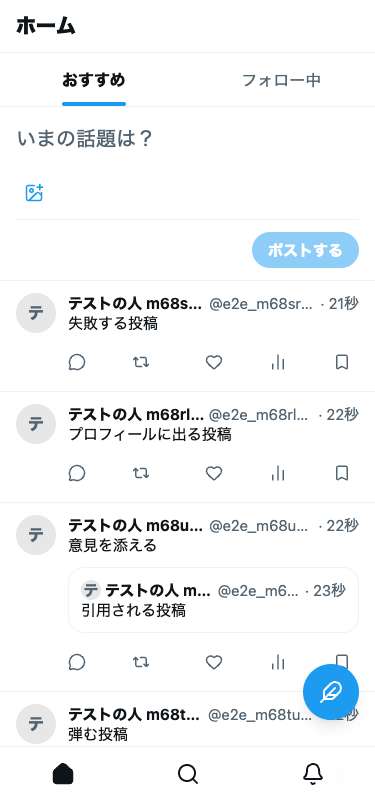 ホーム
おすすめ フォロー中
いまの話題は？
ポストする
テ テストの人 m68s... @e2e_m68sr... · 21秒
失敗する投稿
テ テストの人 m68rl... @e2e_m68rl... · 22秒
プロフィールに出る投稿
テ テストの人 m68u... @e2e_m68u... · 22秒
意見を添える
テ テストの人 m... @e2e_m6... · 23秒
引用される投稿
テ テストの人 m68t... @e2e_m68tu... 秒
弾む投稿